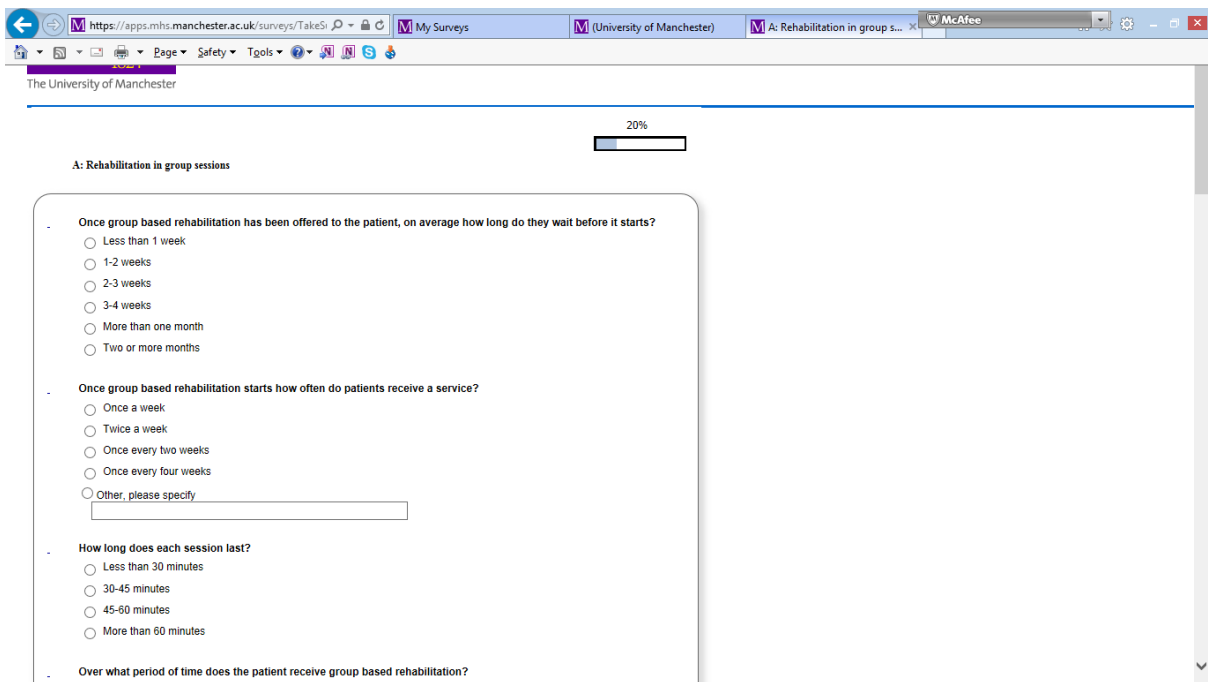 https://apps.mhs.manchester.ac.uk/surveys/TakeS
My Surveys
(University of Manchester)
A: Rehabilitation in group s...
McAfee
Page
Safety
Tools
The University of Manchester
20%
A: Rehabilitation in group sessions
Once group based rehabilitation has been offered to the patient, on average how long do they wait before it starts?
Less than 1 week
1-2 weeks
2-3 weeks
3-4 weeks
More than one month
Two or more months
Once group based rehabilitation starts how often do patients receive a service?
Once a week
Twice a week
Once every two weeks
Once every four weeks
Other, please specify
How long does each session last?
Less than 30 minutes
30-45 minutes
45-60 minutes
More than 60 minutes
Over what period of time does the patient receive group based rehabilitation?